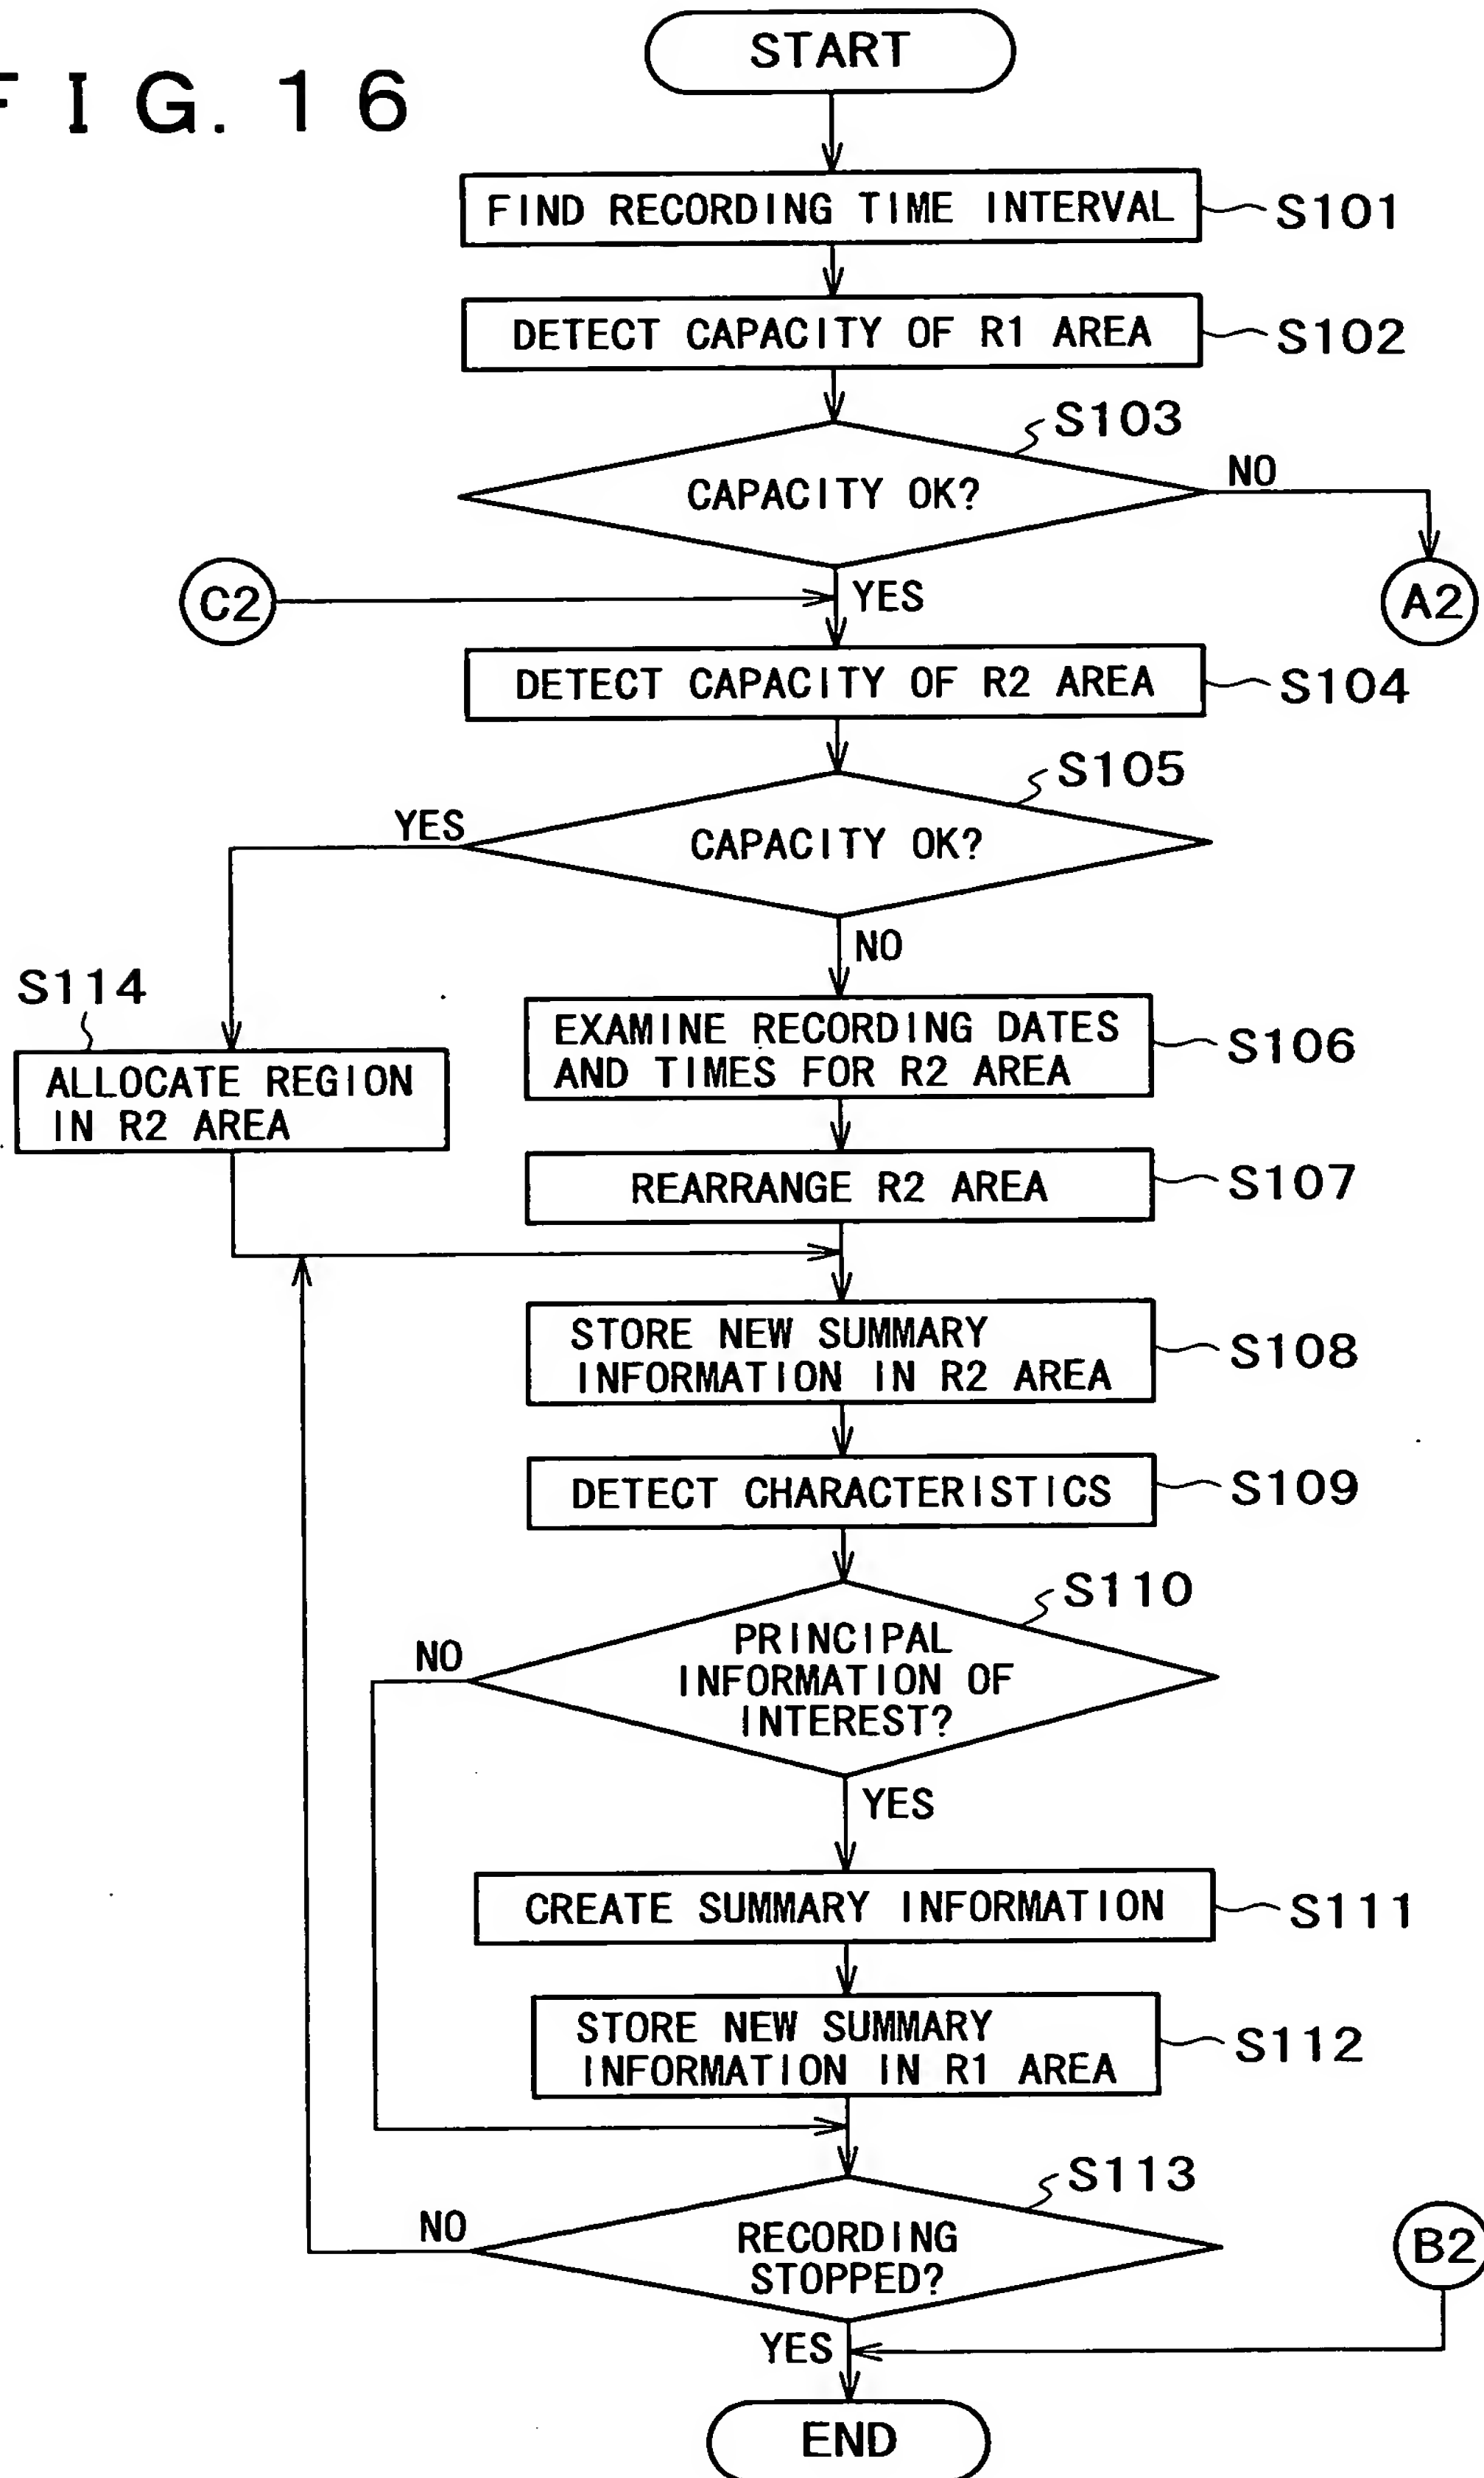 FIG. 16
START
FIND RECORDING TIME INTERVAL
S101
DETECT CAPACITY OF R1 AREA
S102
S103
CAPACITY OK?
NO
C2
YES
A2
DETECT CAPACITY OF R2 AREA
S104
S105
YES
CAPACITY OK?
NO
S114
ALLOCATE REGION
IN R2 AREA
EXAMINE RECORDING DATES
AND TIMES FOR R2 AREA
S106
REARRANGE R2 AREA
S107
STORE NEW SUMMARY
INFORMATION IN R2 AREA
S108
DETECT CHARACTERISTICS
S109
S110
NO
PRINCIPAL
INFORMATION OF
INTEREST?
YES
CREATE SUMMARY INFORMATION
S111
STORE NEW SUMMARY
INFORMATION IN R1 AREA
S112
S113
NO
RECORDING
STOPPED?
B2
YES
END